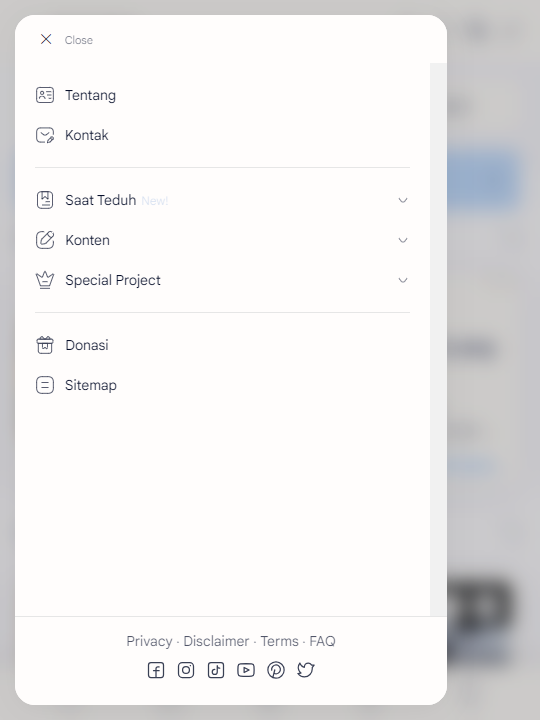 Close
Tentang
Kontak
Saat Teduh New!
Konten
Special Project
Donasi
Sitemap
Privacy · Disclaimer · Terms · FAQ